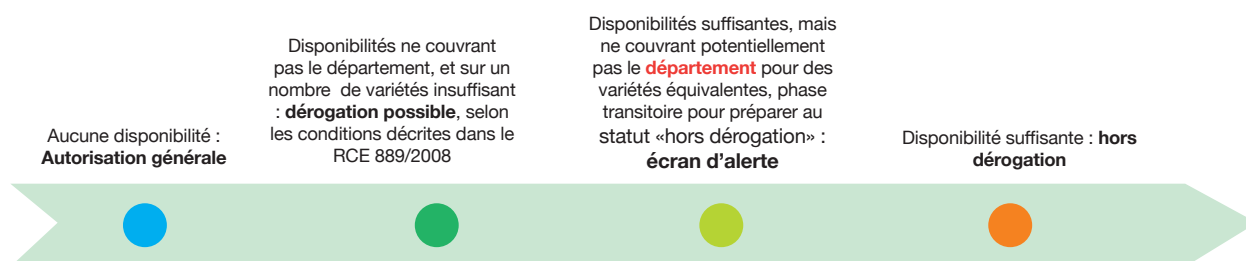 Aucune disponibilité :
Autorisation générale
Disponibilités ne couvrant
pas le département, et sur un
nombre de variétés insuffisant
: dérogation possible, selon
les conditions décrites dans le
RCE 889/2008
Disponibilités suffisantes, mais
ne couvrant potentiellement
pas le département pour des
variétés équivalentes, phase
transitoire pour préparer au
statut «hors dérogation» :
écran d’alerte
Disponibilité suffisante : hors
dérogation